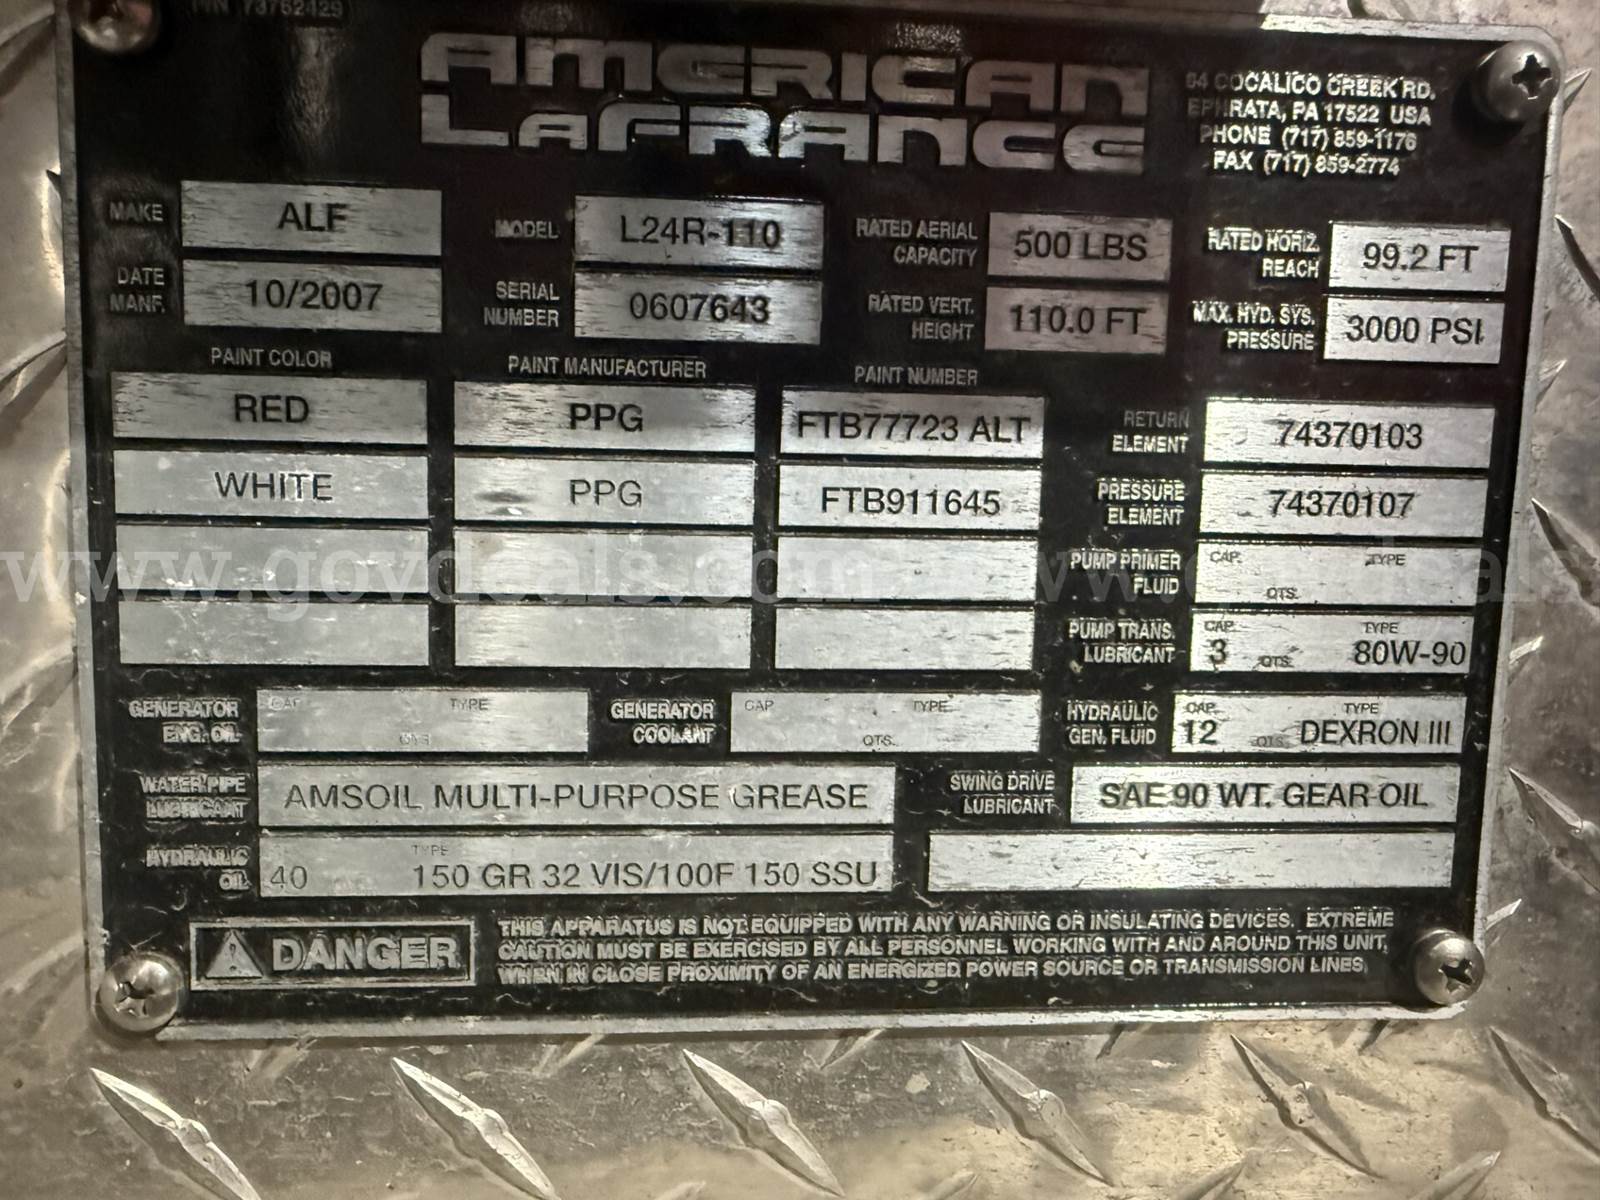 P/N 73762429
AMERICAN
LAFRANCE
64 COCALICO CREEK RD.
EPHRATA, PA 17522 USA
PHONE (717) 859-1176
FAX (717) 859-2774
MAKE ALF
MODEL L24R-110
RATED AERIAL CAPACITY 500 LBS
RATED HORIZ. REACH 99.2 FT
DATE MANF. 10/2007
SERIAL NUMBER 0607643
RATED VERT. HEIGHT 110.0 FT
MAX. HYD. SYS. PRESSURE 3000 PSI
PAINT COLOR PAINT MANUFACTURER PAINT NUMBER
RED PPG FTB77723 ALT
WHITE PPG FTB911645
RETURN ELEMENT 74370103
PRESSURE ELEMENT 74370107
PUMP PRIMER FLUID CAP. QTS. TYPE
PUMP TRANS. LUBRICANT CAP. 3 QTS. TYPE 80W-90
GENERATOR ENG. OIL CAP. QTS. TYPE
GENERATOR COOLANT CAP. QTS. TYPE
HYDRAULIC GEN. FLUID CAP. 12 QTS. TYPE DEXRON III
WATER PIPE LUBRICANT AMSOIL MULTI-PURPOSE GREASE
SWING DRIVE LUBRICANT SAE 90 WT. GEAR OIL
HYDRAULIC OIL 40 TYPE 150 GR 32 VIS/100F 150 SSU
DANGER
THIS APPARATUS IS NOT EQUIPPED WITH ANY WARNING OR INSULATING DEVICES. EXTREME
CAUTION MUST BE EXERCISED BY ALL PERSONNEL WORKING WITH AND AROUND THIS UNIT,
WHEN IN CLOSE PROXIMITY OF AN ENERGIZED POWER SOURCE OR TRANSMISSION LINES.
www.govdeals.com www.govdeals